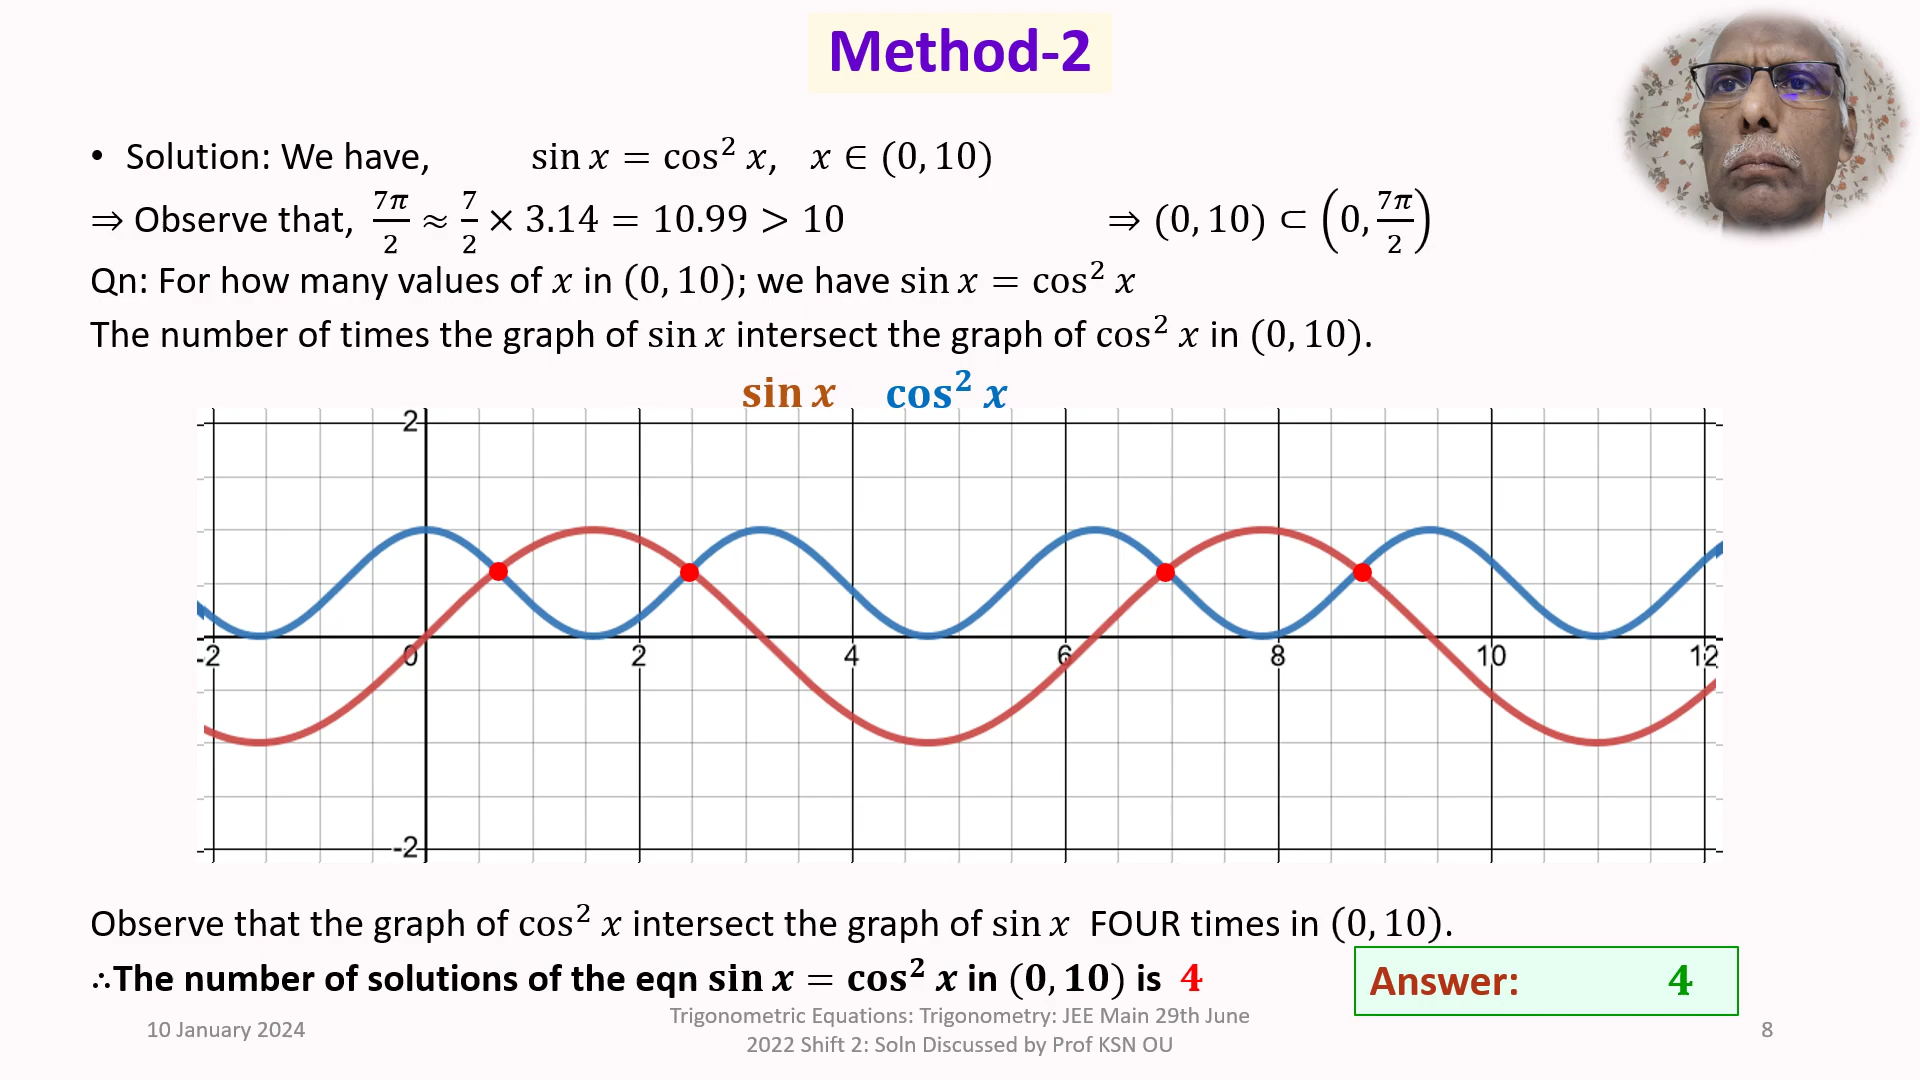 Method-2
• Solution: We have, sin x = cos² x, x ∈ (0, 10)
⇒ Observe that, 7π/2 ≈ 7/2 × 3.14 = 10.99 > 10 ⇒ (0, 10) ⊂ (0, 7π/2)
Qn: For how many values of x in (0, 10); we have sin x = cos² x
The number of times the graph of sin x intersect the graph of cos² x in (0, 10).
sin x cos² x
2
-2 0 2 4 6 8 10 12
-2
Observe that the graph of cos² x intersect the graph of sin x FOUR times in (0, 10).
∴The number of solutions of the eqn sin x = cos² x in (0, 10) is 4
Answer: 4
10 January 2024
Trigonometric Equations: Trigonometry: JEE Main 29th June
2022 Shift 2: Soln Discussed by Prof KSN OU
8